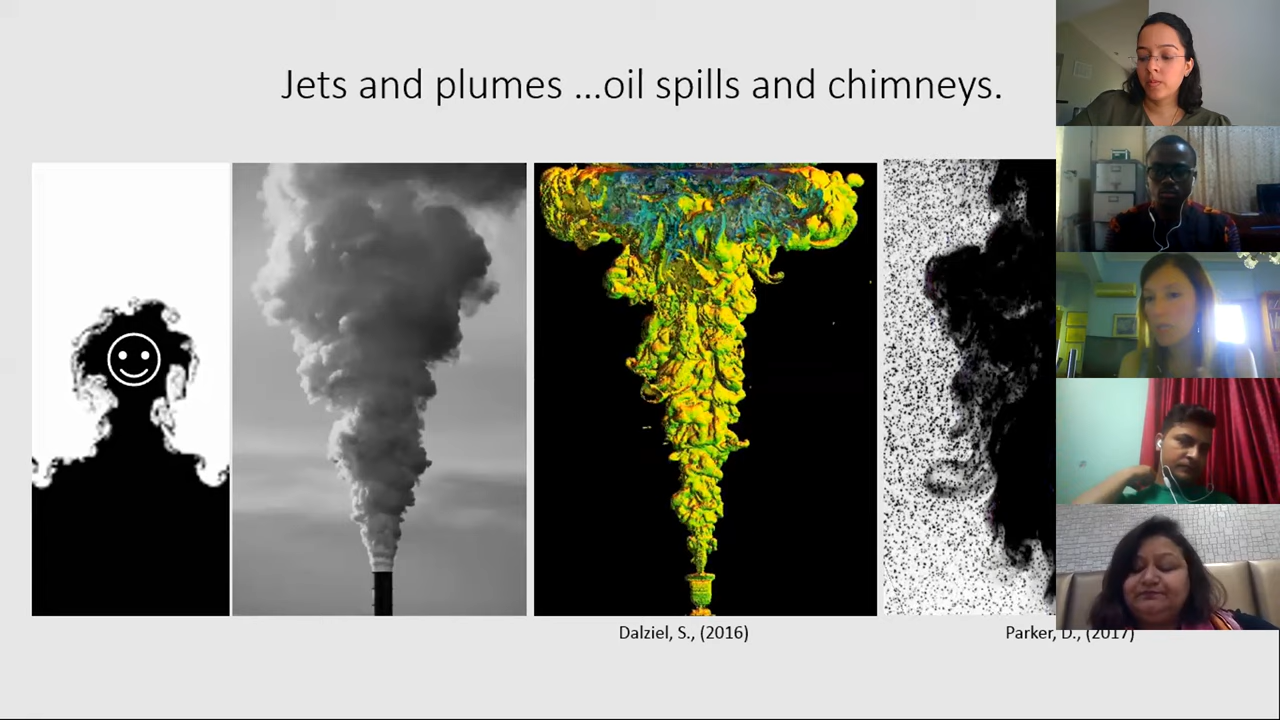 Jets and plumes ...oil spills and chimneys.
Dalziel, S., (2016)
Parker, D., (2017)